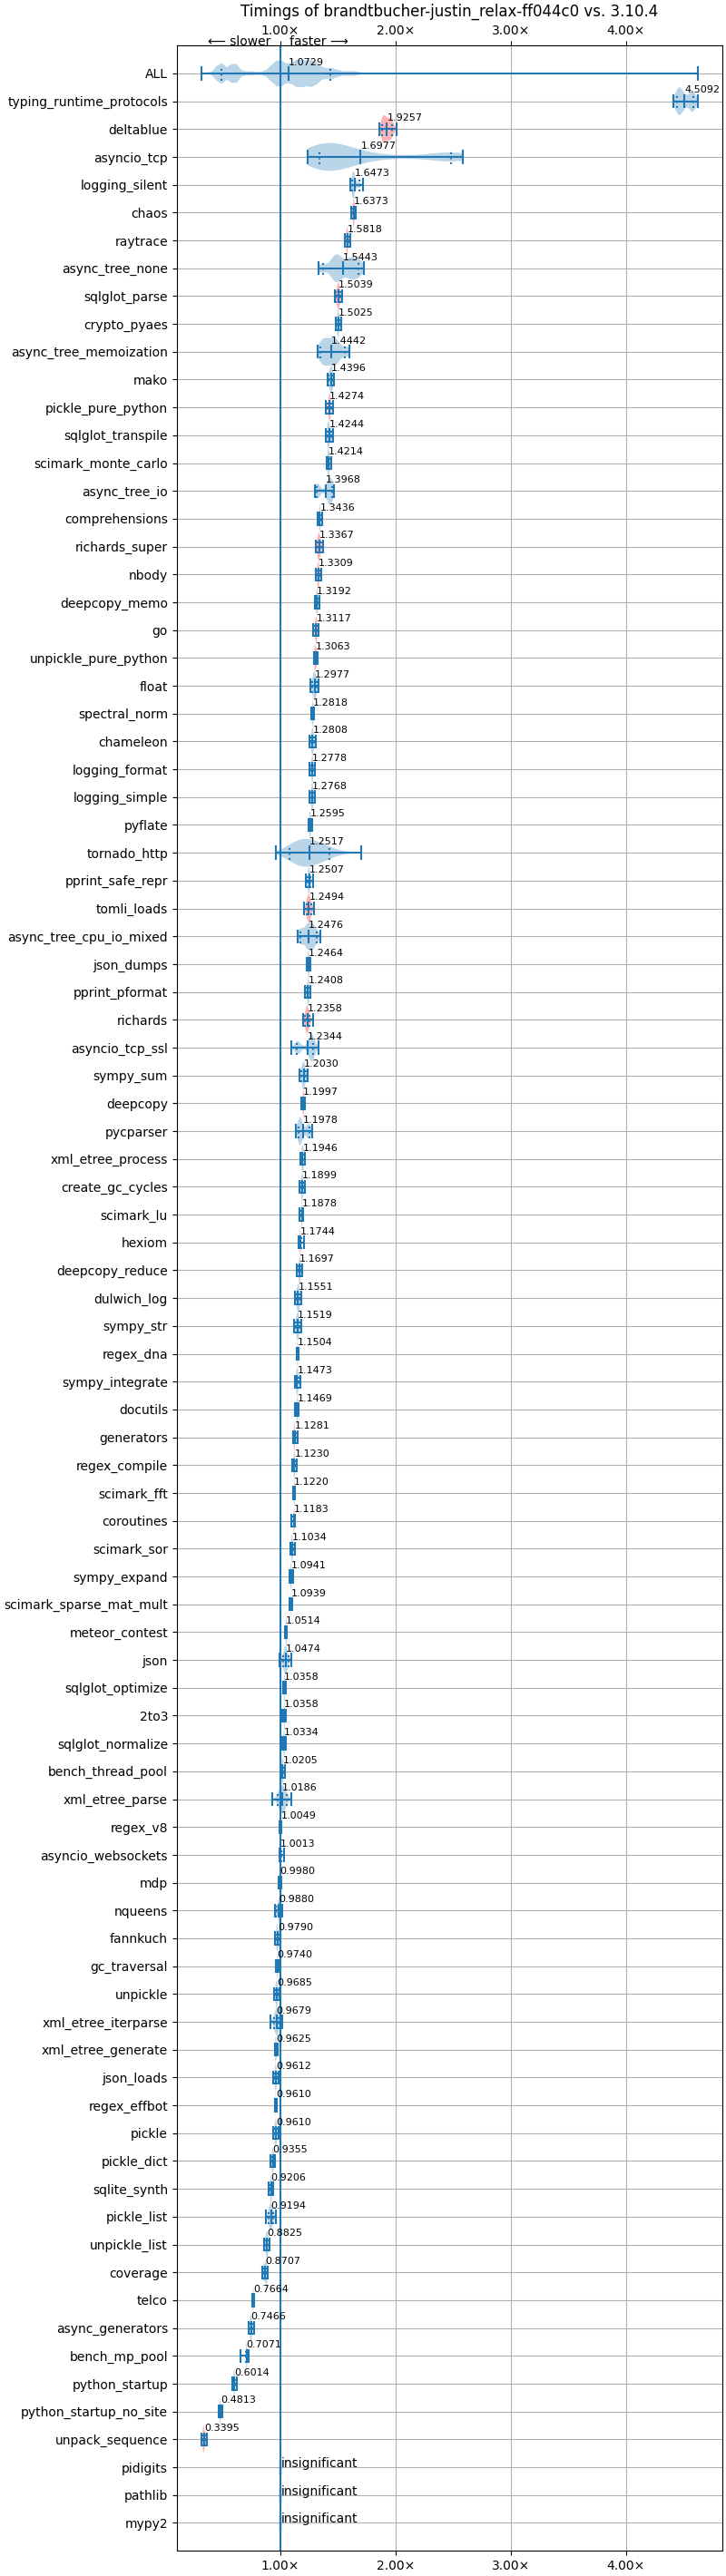 Timings of brandtbucher-justin_relax-ff044c0 vs. 3.10.4
1.00× 2.00× 3.00× 4.00×
⟵ slower faster ⟶
ALL 1.0729
typing_runtime_protocols 4.5092
deltablue 1.9257
asyncio_tcp 1.6977
logging_silent 1.6473
chaos 1.6373
raytrace 1.5818
async_tree_none 1.5443
sqlglot_parse 1.5039
crypto_pyaes 1.5025
async_tree_memoization 1.4442
mako 1.4396
pickle_pure_python 1.4274
sqlglot_transpile 1.4244
scimark_monte_carlo 1.4214
async_tree_io 1.3968
comprehensions 1.3436
richards_super 1.3367
nbody 1.3309
deepcopy_memo 1.3192
go 1.3117
unpickle_pure_python 1.3063
float 1.2977
spectral_norm 1.2818
chameleon 1.2808
logging_format 1.2778
logging_simple 1.2768
pyflate 1.2595
tornado_http 1.2517
pprint_safe_repr 1.2507
tomli_loads 1.2494
async_tree_cpu_io_mixed 1.2476
json_dumps 1.2464
pprint_pformat 1.2408
richards 1.2358
asyncio_tcp_ssl 1.2344
sympy_sum 1.2030
deepcopy 1.1997
pycparser 1.1978
xml_etree_process 1.1946
create_gc_cycles 1.1899
scimark_lu 1.1878
hexiom 1.1744
deepcopy_reduce 1.1697
dulwich_log 1.1551
sympy_str 1.1519
regex_dna 1.1504
sympy_integrate 1.1473
docutils 1.1469
generators 1.1281
regex_compile 1.1230
scimark_fft 1.1220
coroutines 1.1183
scimark_sor 1.1034
sympy_expand 1.0941
scimark_sparse_mat_mult 1.0939
meteor_contest 1.0514
json 1.0474
sqlglot_optimize 1.0358
2to3 1.0358
sqlglot_normalize 1.0334
bench_thread_pool 1.0205
xml_etree_parse 1.0186
regex_v8 1.0049
asyncio_websockets 1.0013
mdp 0.9980
nqueens 0.9880
fannkuch 0.9790
gc_traversal 0.9740
unpickle 0.9685
xml_etree_iterparse 0.9679
xml_etree_generate 0.9625
json_loads 0.9612
regex_effbot 0.9610
pickle 0.9610
pickle_dict 0.9355
sqlite_synth 0.9206
pickle_list 0.9194
unpickle_list 0.8825
coverage 0.8707
telco 0.7664
async_generators 0.7466
bench_mp_pool 0.7071
python_startup 0.6014
python_startup_no_site 0.4813
unpack_sequence 0.3395
pidigits insignificant
pathlib insignificant
mypy2 insignificant
1.00× 2.00× 3.00× 4.00×